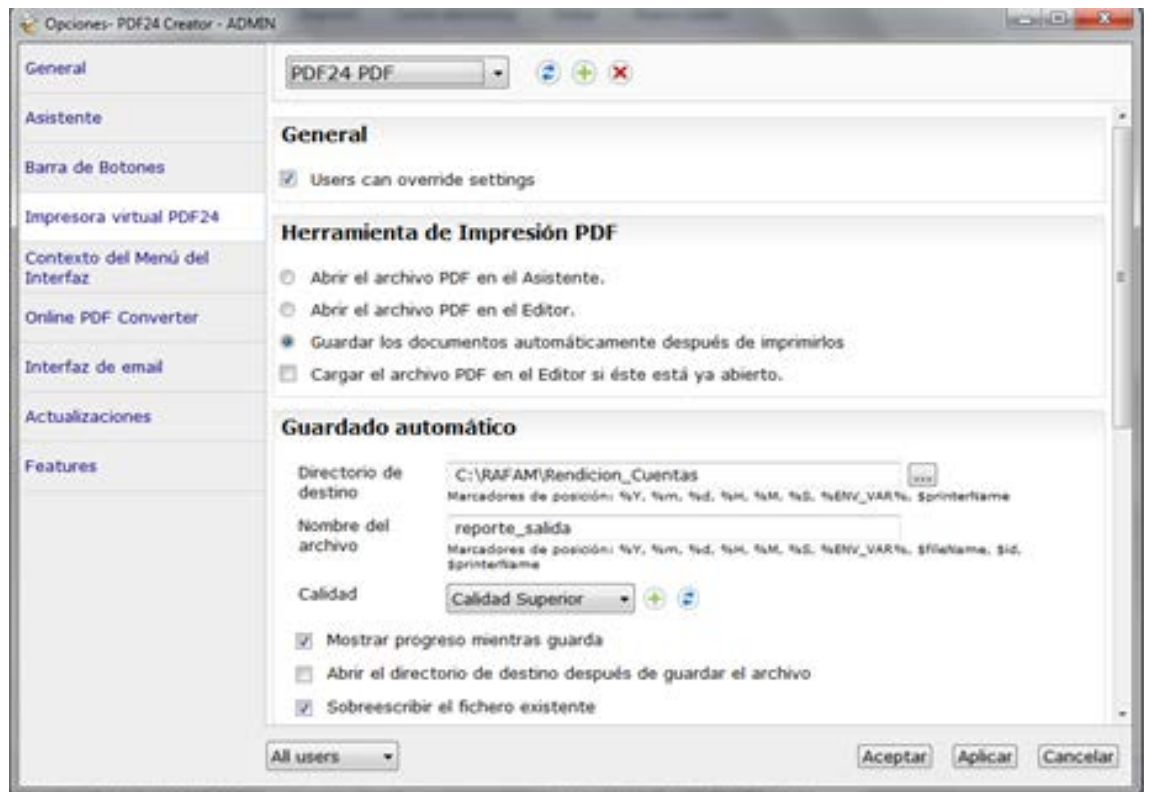 Opciones- PDF24 Creator - ADMIN
General
Asistente
Barra de Botones
Impresora virtual PDF24
Contexto del Menú del
Interfaz
Online PDF Converter
Interfaz de email
Actualizaciones
Features
PDF24 PDF
General
Users can override settings
Herramienta de Impresión PDF
Abrir el archivo PDF en el Asistente.
Abrir el archivo PDF en el Editor.
Guardar los documentos automáticamente después de imprimirlos
Cargar el archivo PDF en el Editor si éste está ya abierto.
Guardado automático
Directorio de
destino
C:\RAFAM\Rendicion_Cuentas
...
Marcadores de posición: %Y, %m, %d, %H, %M, %S, %ENV_VAR%, $printerName
Nombre del
archivo
reporte_salida
Marcadores de posición: %Y, %m, %d, %H, %M, %S, %ENV_VAR%, $fileName, $id,
$printerName
Calidad
Calidad Superior
Mostrar progreso mientras guarda
Abrir el directorio de destino después de guardar el archivo
Sobreescribir el fichero existente
All users
Aceptar
Aplicar
Cancelar